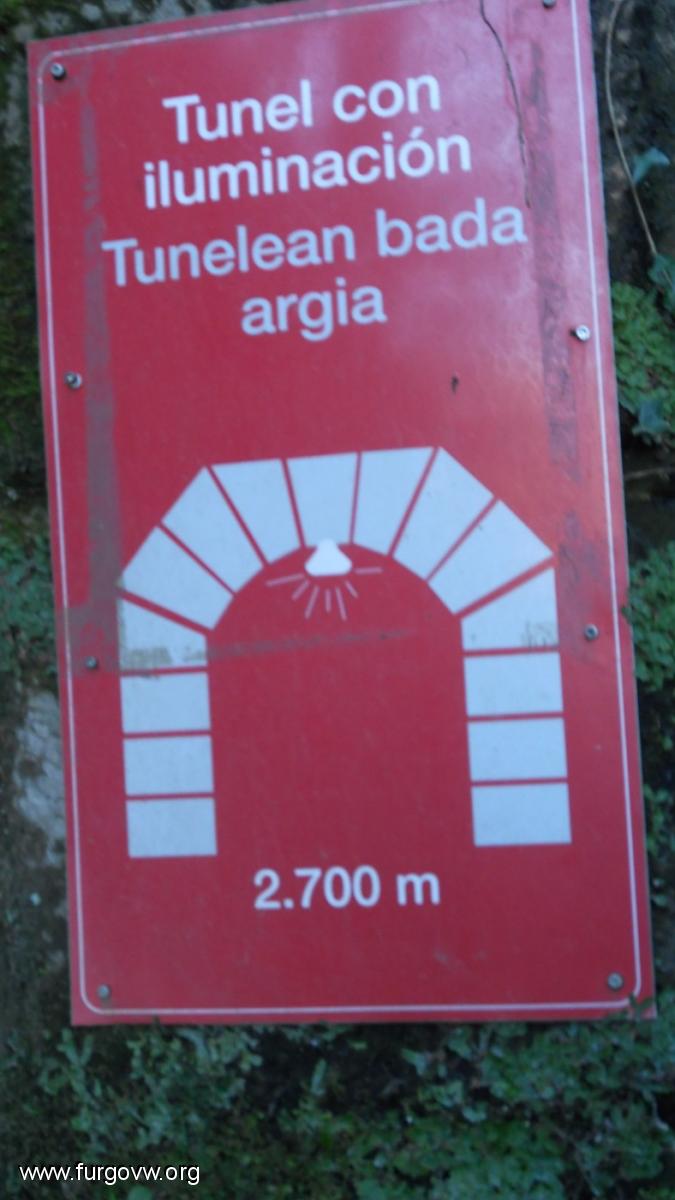 Tunel con
iluminación
Tunelean bada
argia
2.700 m
www.furgovw.org